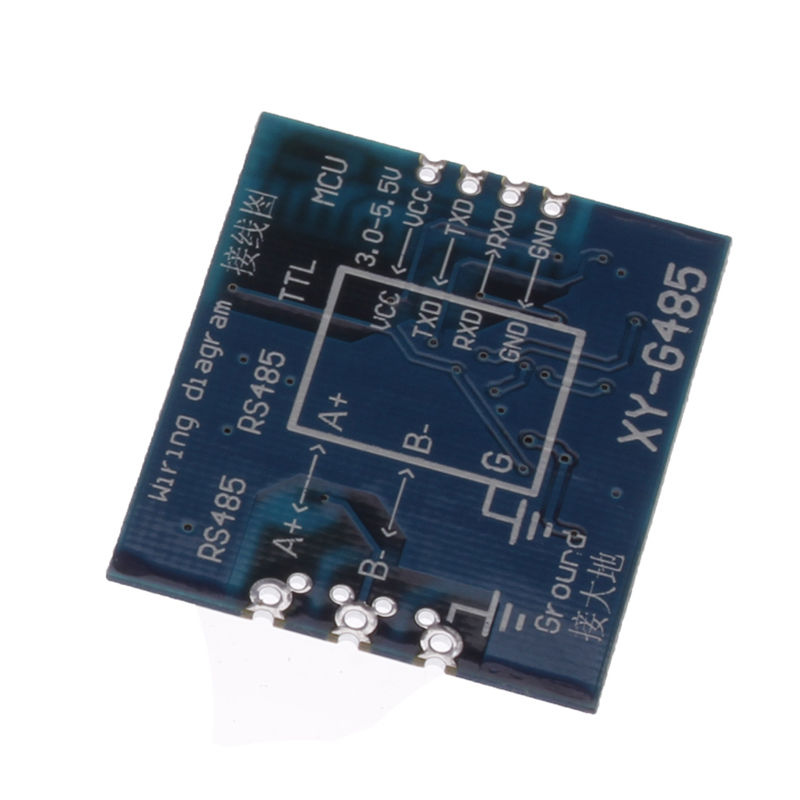 Wiring diagram 接线图
RS485 TTL MCU
RS485 3.0-5.5V
VCC VCC
A+ A+
TXD TXD
RXD RXD
B- B-
GND GND
G
Ground
接大地
XY-G485